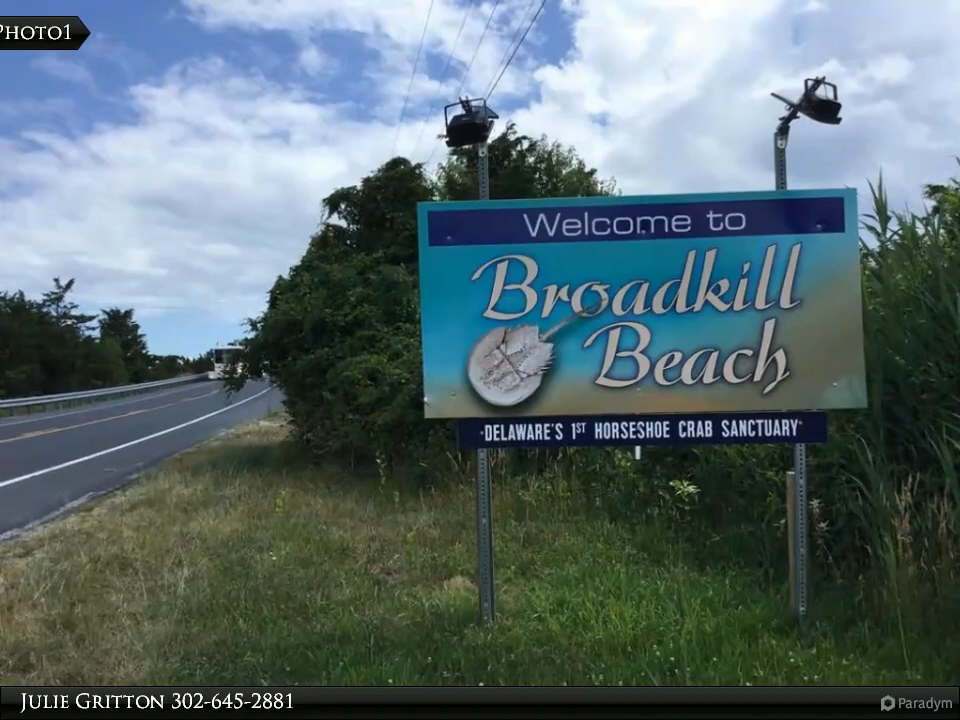 PHOTO1
Welcome to
Broadkill
Beach
·DELAWARE'S 1ST HORSESHOE CRAB SANCTUARY·
JULIE GRITTON 302-645-2881
Paradym